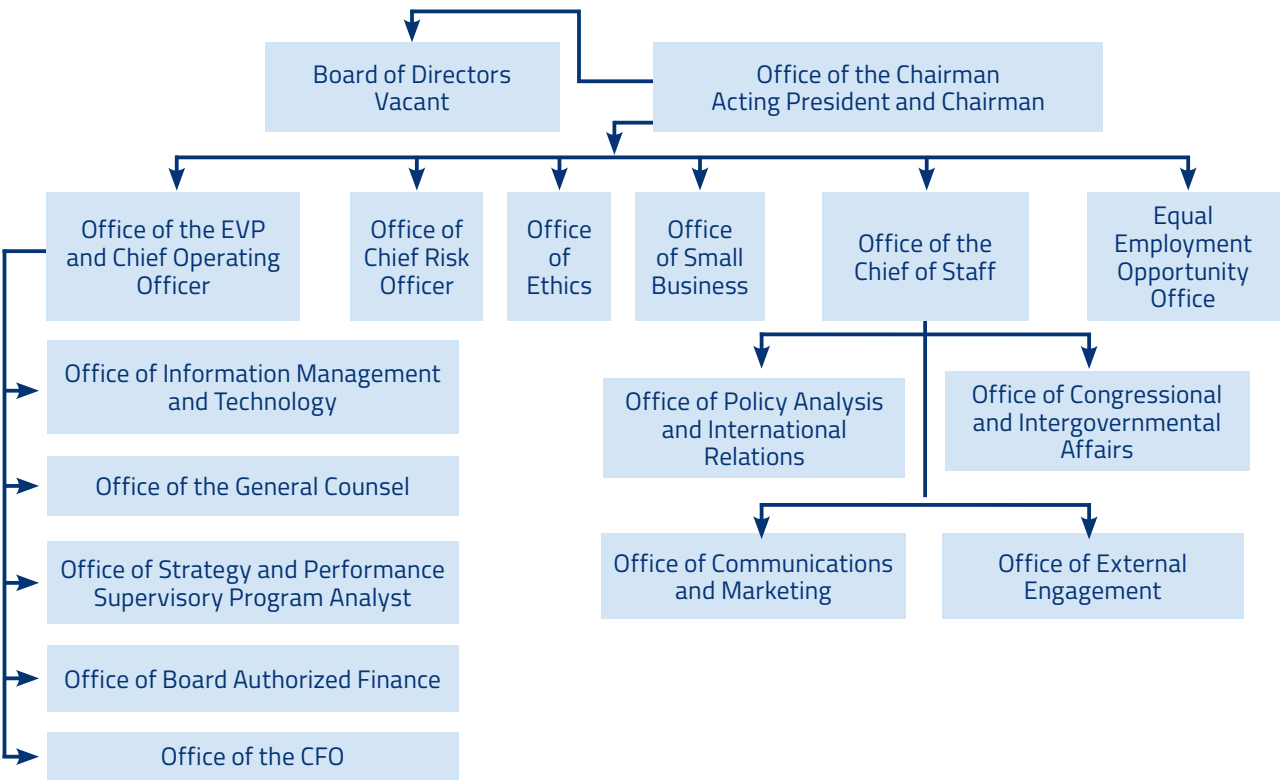 Board of Directors
Vacant
Office of the Chairman
Acting President and Chairman
Office of the EVP
and Chief Operating
Officer
Office of
Chief Risk
Officer
Office
of
Ethics
Office
of Small
Business
Office of the
Chief of Staff
Equal
Employment
Opportunity
Office
Office of Information Management
and Technology
Office of the General Counsel
Office of Strategy and Performance
Supervisory Program Analyst
Office of Board Authorized Finance
Office of the CFO
Office of Policy Analysis
and International
Relations
Office of Congressional
and Intergovernmental
Affairs
Office of Communications
and Marketing
Office of External
Engagement